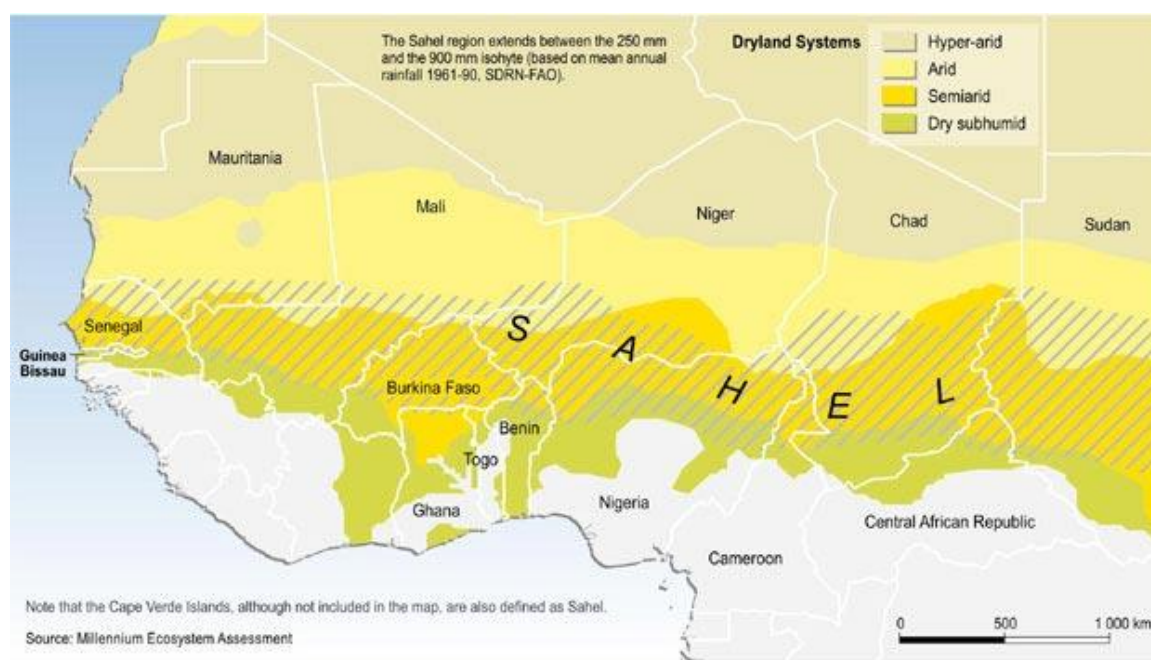 The Sahel region extends between the 250 mm
and the 900 mm isohyte (based on mean annual
rainfall 1961-90, SDRN-FAO).
Dryland Systems
Hyper-arid
Arid
Semiarid
Dry subhumid
Mauritania
Mali
Niger
Chad
Sudan
Senegal
Guinea
Bissau
SAHEL
Burkina Faso
Benin
Togo
Ghana
Nigeria
Cameroon
Central African Republic
Note that the Cape Verde Islands, although not included in the map, are also defined as Sahel.
Source: Millennium Ecosystem Assessment
0 500 1 000 km